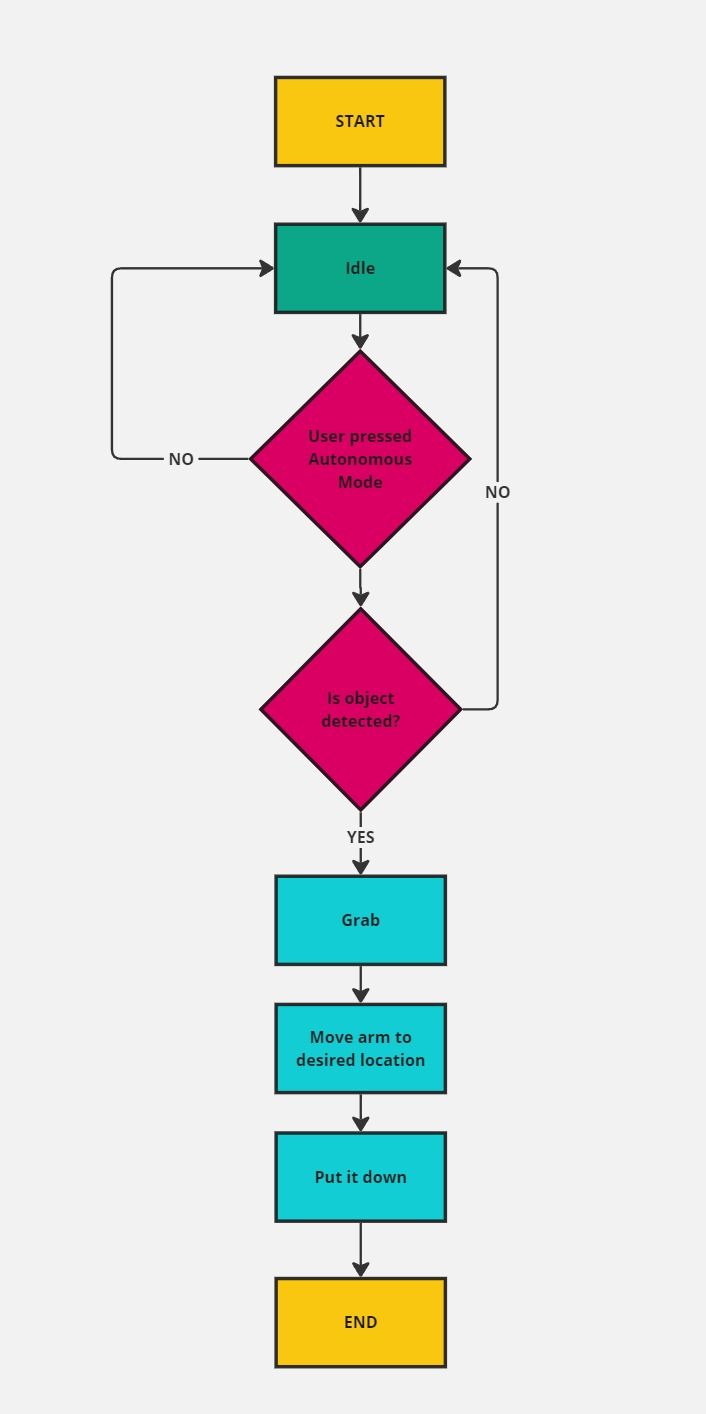 START
Idle
User pressed
Autonomous
Mode
NO
NO
Is object
detected?
YES
Grab
Move arm to
desired location
Put it down
END